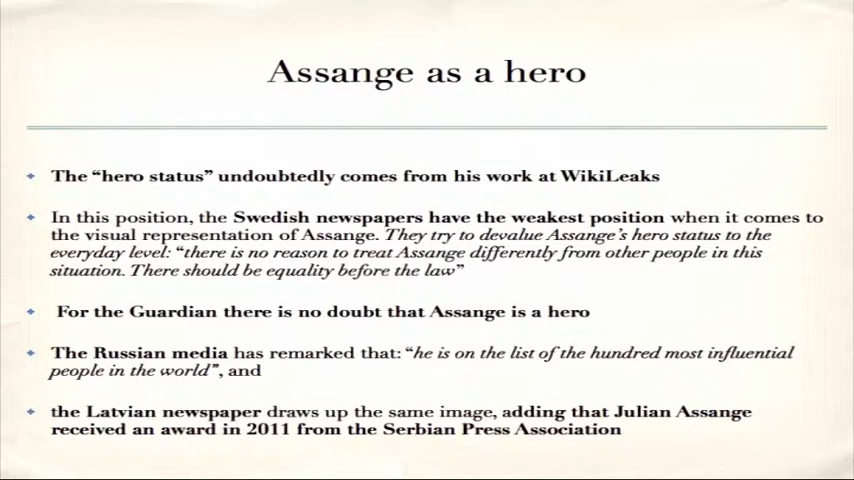 Assange as a hero
The “hero status” undoubtedly comes from his work at WikiLeaks
In this position, the Swedish newspapers have the weakest position when it comes to
the visual representation of Assange. They try to devalue Assange’s hero status to the
everyday level: “there is no reason to treat Assange differently from other people in this
situation. There should be equality before the law”
For the Guardian there is no doubt that Assange is a hero
The Russian media has remarked that: “he is on the list of the hundred most influential
people in the world”, and
the Latvian newspaper draws up the same image, adding that Julian Assange
received an award in 2011 from the Serbian Press Association